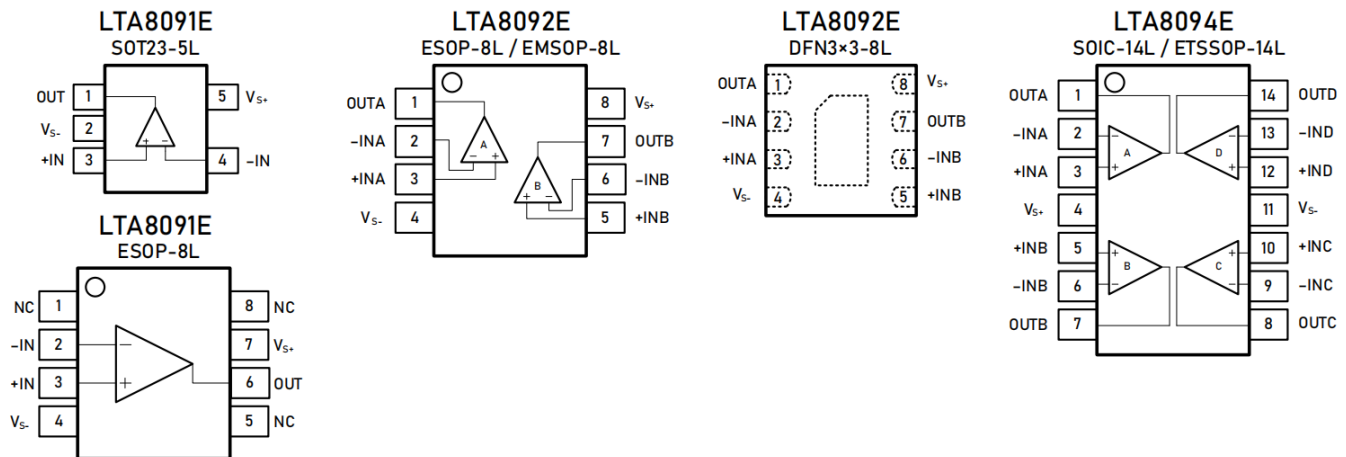 LTA8091E
SOT23-5L
OUT 1 5 VS+
VS- 2
+IN 3 4 -IN
+ -
LTA8091E
ESOP-8L
NC 1 8 NC
-IN 2 - 7 VS+
+IN 3 + 6 OUT
VS- 4 5 NC
LTA8092E
ESOP-8L / EMSOP-8L
OUTA 1 8 VS+
-INA 2 A 7 OUTB
- +
+INA 3 B 6 -INB
+ -
VS- 4 5 +INB
LTA8092E
DFN3×3-8L
OUTA 1 8 VS+
-INA 2 7 OUTB
+INA 3 6 -INB
VS- 4 5 +INB
LTA8094E
SOIC-14L / ETSSOP-14L
OUTA 1 14 OUTD
-INA 2 - - 13 -IND
A D
+INA 3 + + 12 +IND
VS+ 4 11 VS-
+INB 5 + + 10 +INC
B C
-INB 6 - - 9 -INC
OUTB 7 8 OUTC